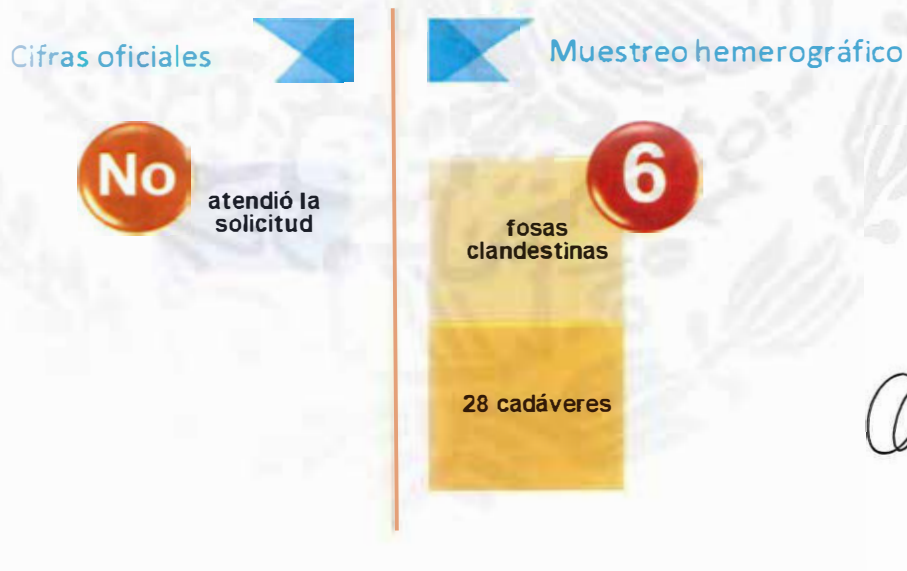 Cifras oficiales
No
atendió la
solicitud
Muestreo hemerográfico
6
fosas
clandestinas
28 cadáveres